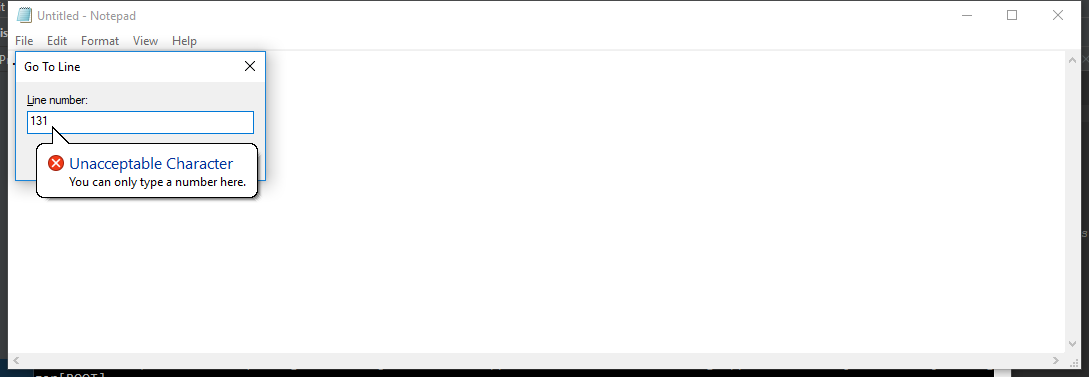 Untitled - Notepad
File Edit Format View Help
Go To Line
Line number:
131
Unacceptable Character
You can only type a number here.